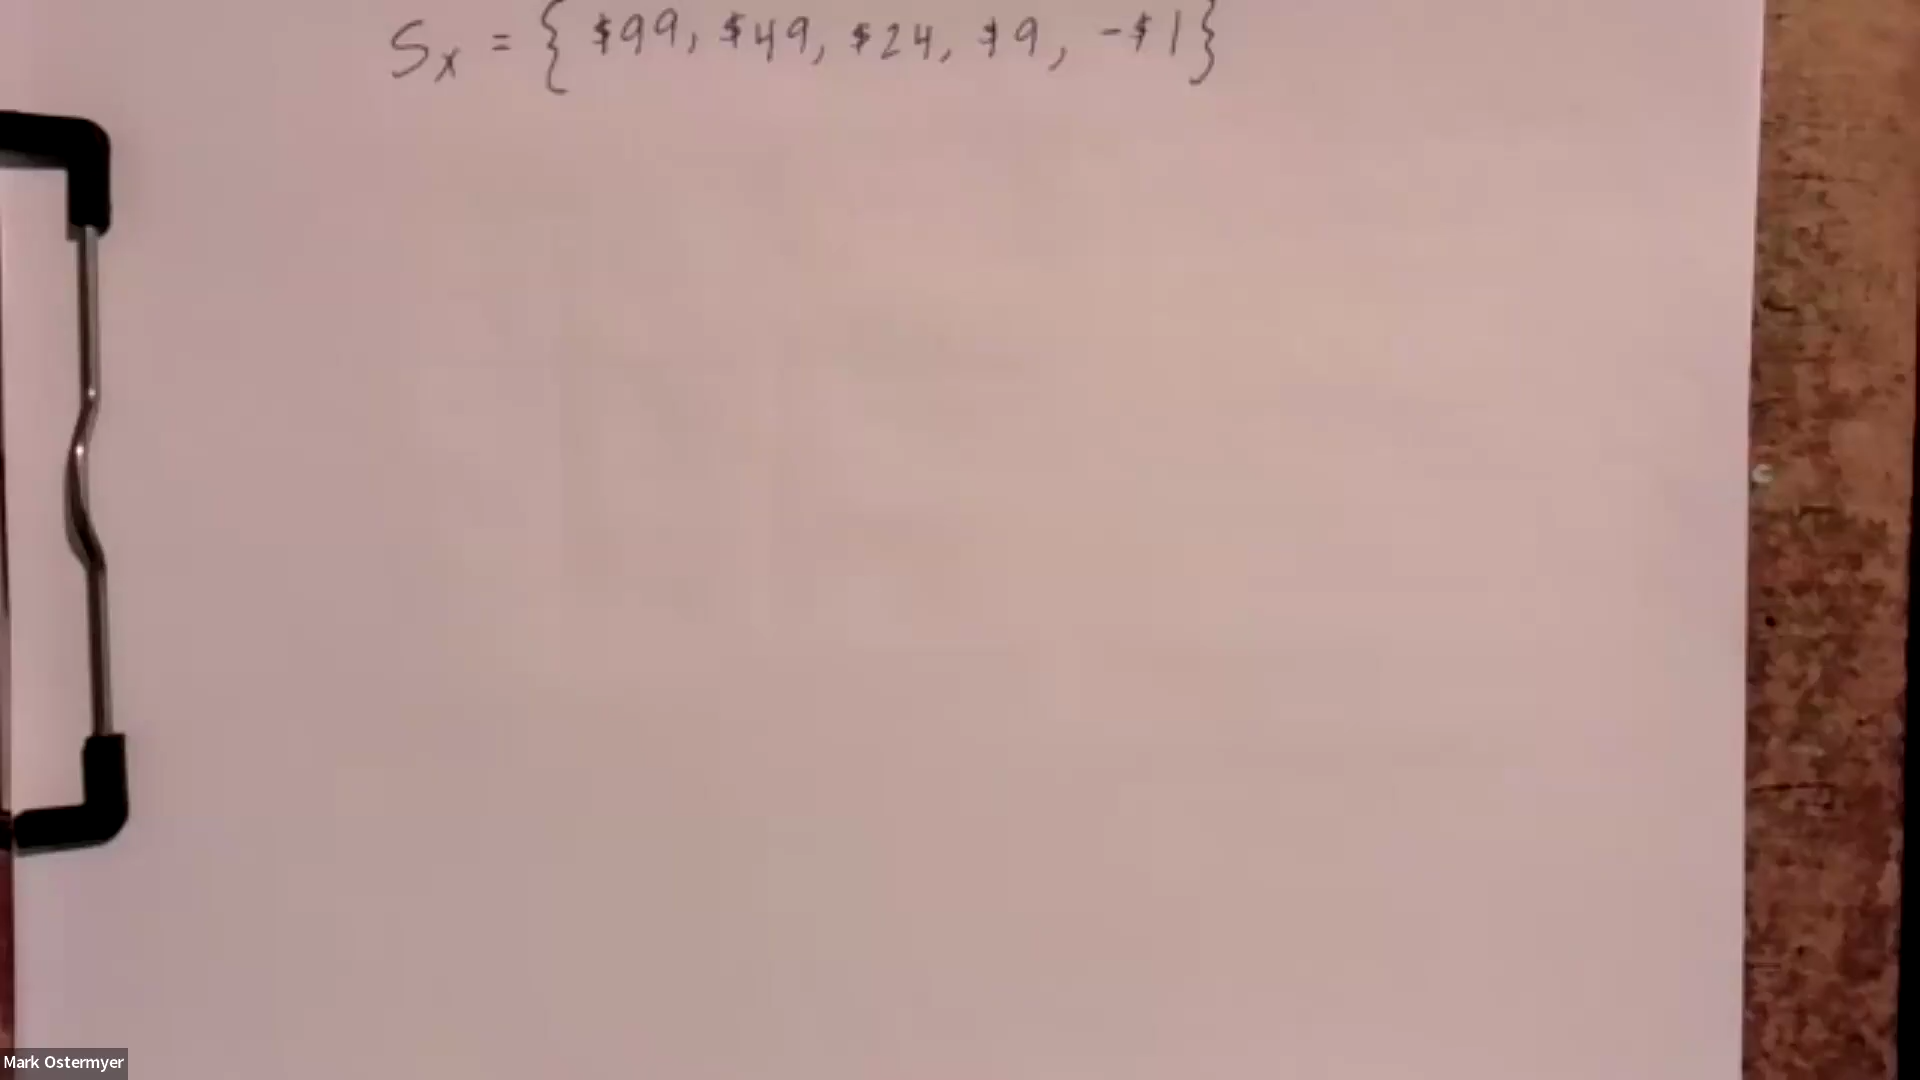 Sx = { $99, $49, $24, $9, -$1}
Mark Ostermyer